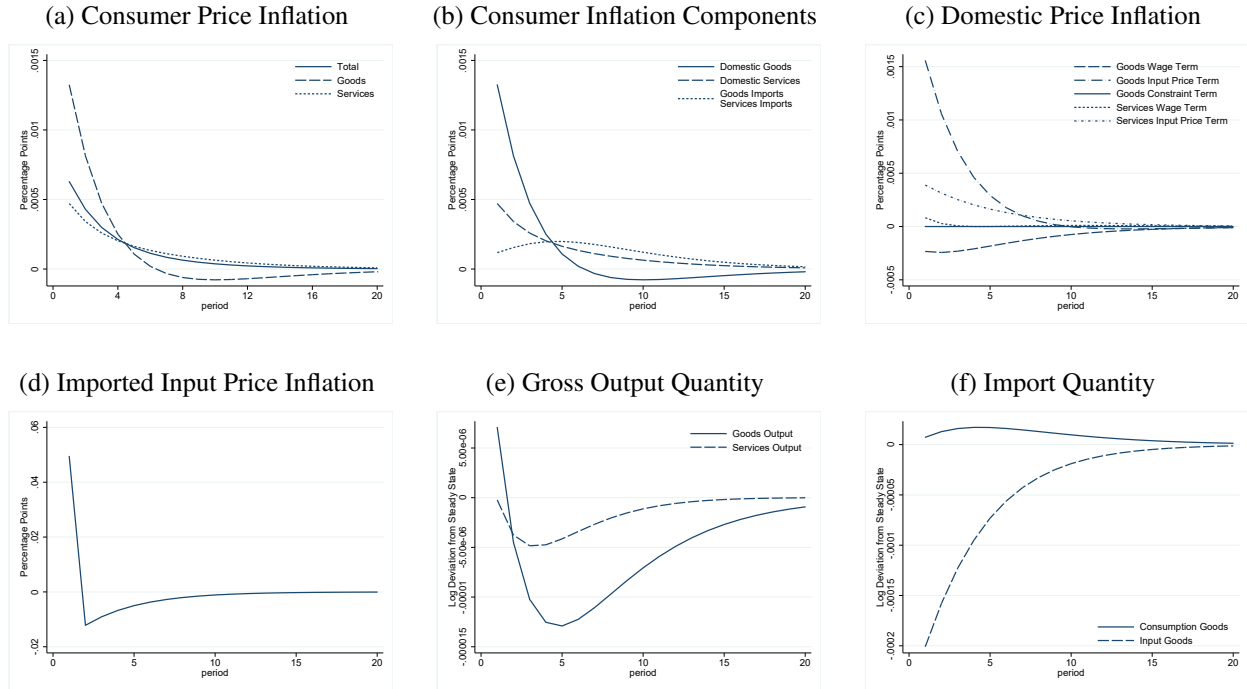 (a) Consumer Price Inflation
Percentage Points
.0015
.001
.0005
0
Total
Goods
Services
0 4 8 12 16 20
period
(b) Consumer Inflation Components
Percentage Points
.0015
.001
.0005
0
Domestic Goods
Domestic Services
Goods Imports
Services Imports
0 5 10 15 20
period
(c) Domestic Price Inflation
Percentage Points
.0015
.001
.0005
0
-.0005
Goods Wage Term
Goods Input Price Term
Goods Constraint Term
Services Wage Term
Services Input Price Term
0 5 10 15 20
period
(d) Imported Input Price Inflation
Percentage Points
.06
.04
.02
0
-.02
0 5 10 15 20
period
(e) Gross Output Quantity
Log Deviation from Steady State
5.00e-06
0
-5.00e-06
-.00001
-.000015
Goods Output
Services Output
0 5 10 15 20
period
(f) Import Quantity
Log Deviation from Steady State
0
-.00005
-.0001
-.00015
-.0002
Consumption Goods
Input Goods
0 5 10 15 20
period